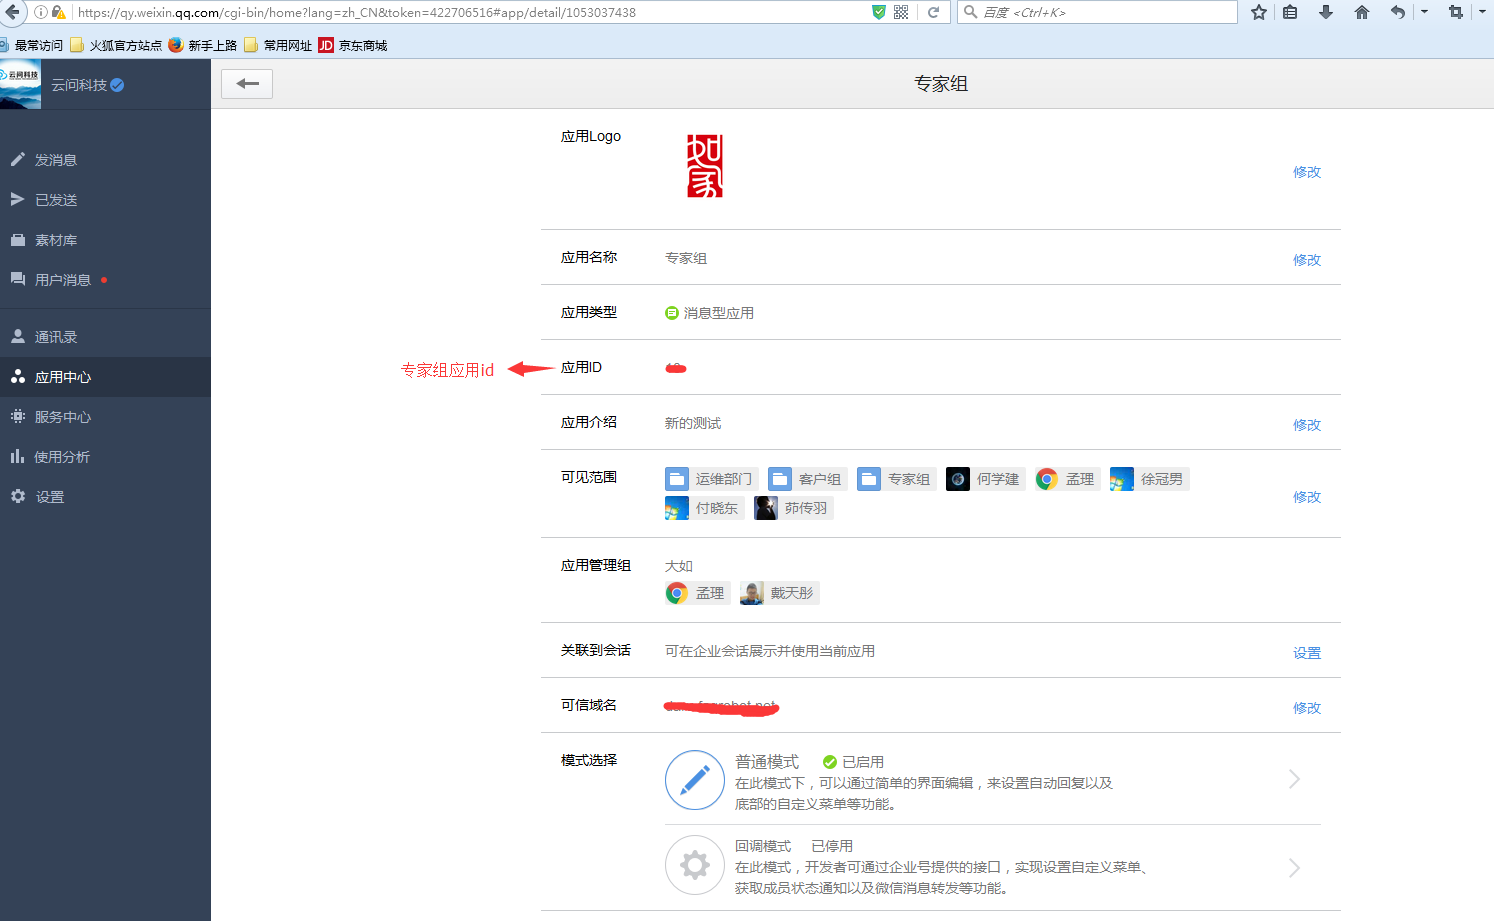 https://qy.weixin.qq.com/cgi-bin/home?lang=zh_CN&token=422706516#app/detail/1053037438
百度 <Ctrl+K>
最常访问 火狐官方站点 新手上路 常用网址 JD 京东商城
云问科技
云问科技
专家组
发消息
已发送
素材库
用户消息
通讯录
应用中心
服务中心
使用分析
设置
应用Logo
如家
修改
应用名称 专家组 修改
应用类型 消息型应用
专家组应用id 应用ID
应用介绍 新的测试 修改
可见范围 运维部门 客户组 专家组 何学建 孟理 徐冠男
付晓东 茆传羽
修改
应用管理组 大如
孟理 戴天彤
关联到会话 可在企业会话展示并使用当前应用 设置
可信域名 修改
模式选择 普通模式 已启用
在此模式下，可以通过简单的界面编辑，来设置自动回复以及
底部的自定义菜单等功能。
回调模式 已停用
在此模式，开发者可通过企业号提供的接口，实现设置自定义菜单、
获取成员状态通知以及微信消息转发等功能。